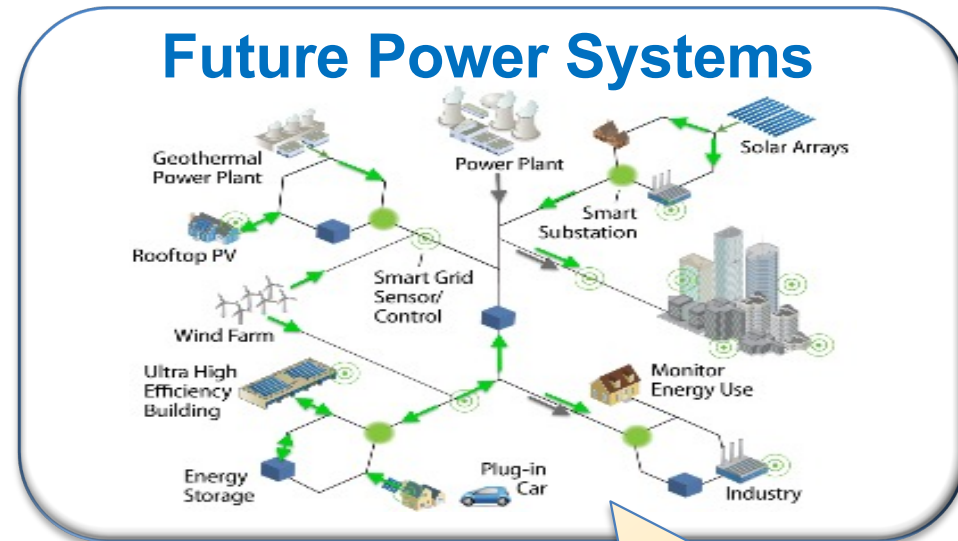 Future Power Systems
Geothermal
Power Plant
Power Plant
Solar Arrays
Smart
Substation
Rooftop PV
Smart Grid
Sensor/
Control
Wind Farm
Ultra High
Efficiency
Building
Monitor
Energy Use
Energy
Storage
Plug-in
Car
Industry